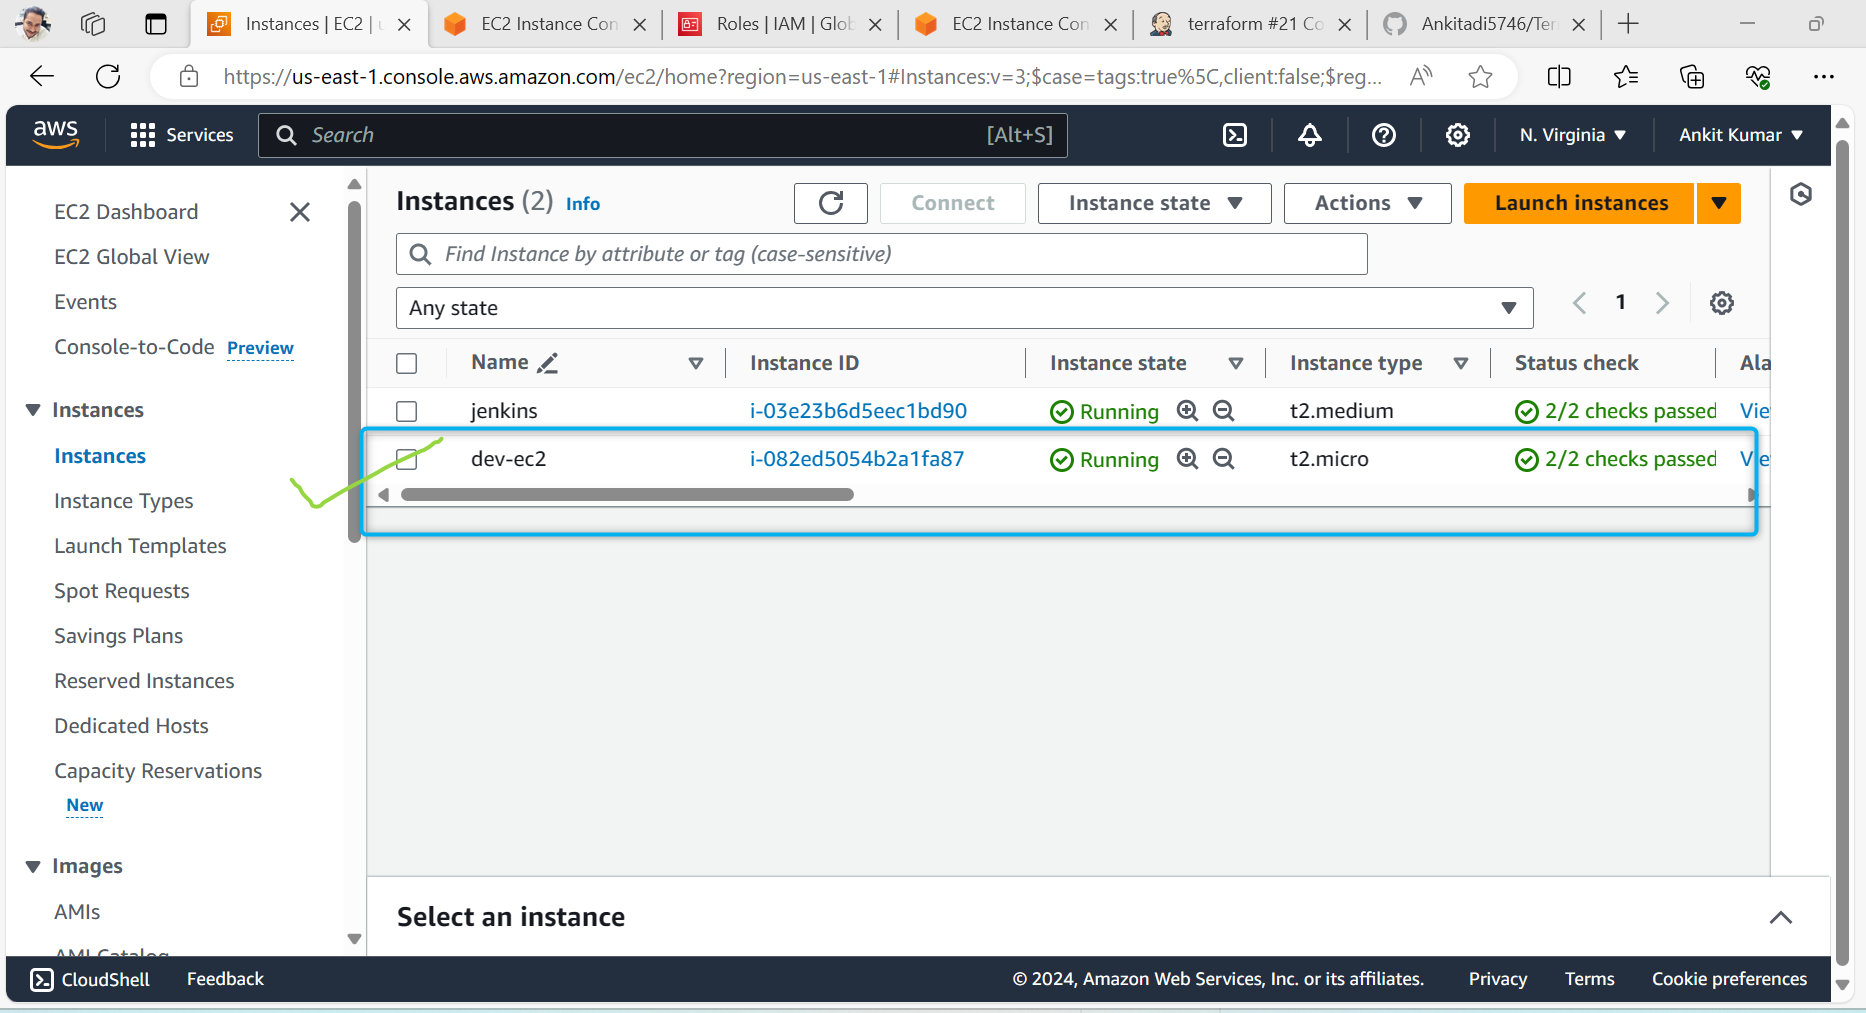 Instances | EC2 | u
EC2 Instance Con
Roles | IAM | Glob
EC2 Instance Con
terraform #21 Co
Ankitadi5746/Ter
https://us-east-1.console.aws.amazon.com/ec2/home?region=us-east-1#Instances:v=3;$case=tags:true%5C,client:false;$reg...
aws
Services
Search
[Alt+S]
N. Virginia
Ankit Kumar
EC2 Dashboard
EC2 Global View
Events
Console-to-Code Preview
Instances
Instances
Instance Types
Launch Templates
Spot Requests
Savings Plans
Reserved Instances
Dedicated Hosts
Capacity Reservations
New
Images
AMIs
AMI Catalog
Instances (2) Info
Connect
Instance state
Actions
Launch instances
Find Instance by attribute or tag (case-sensitive)
Any state
1
Name
Instance ID
Instance state
Instance type
Status check
Ala
jenkins
i-03e23b6d5eec1bd90
Running
t2.medium
2/2 checks passed
Vie
dev-ec2
i-082ed5054b2a1fa87
Running
t2.micro
2/2 checks passed
Vie
Select an instance
CloudShell
Feedback
© 2024, Amazon Web Services, Inc. or its affiliates.
Privacy
Terms
Cookie preferences